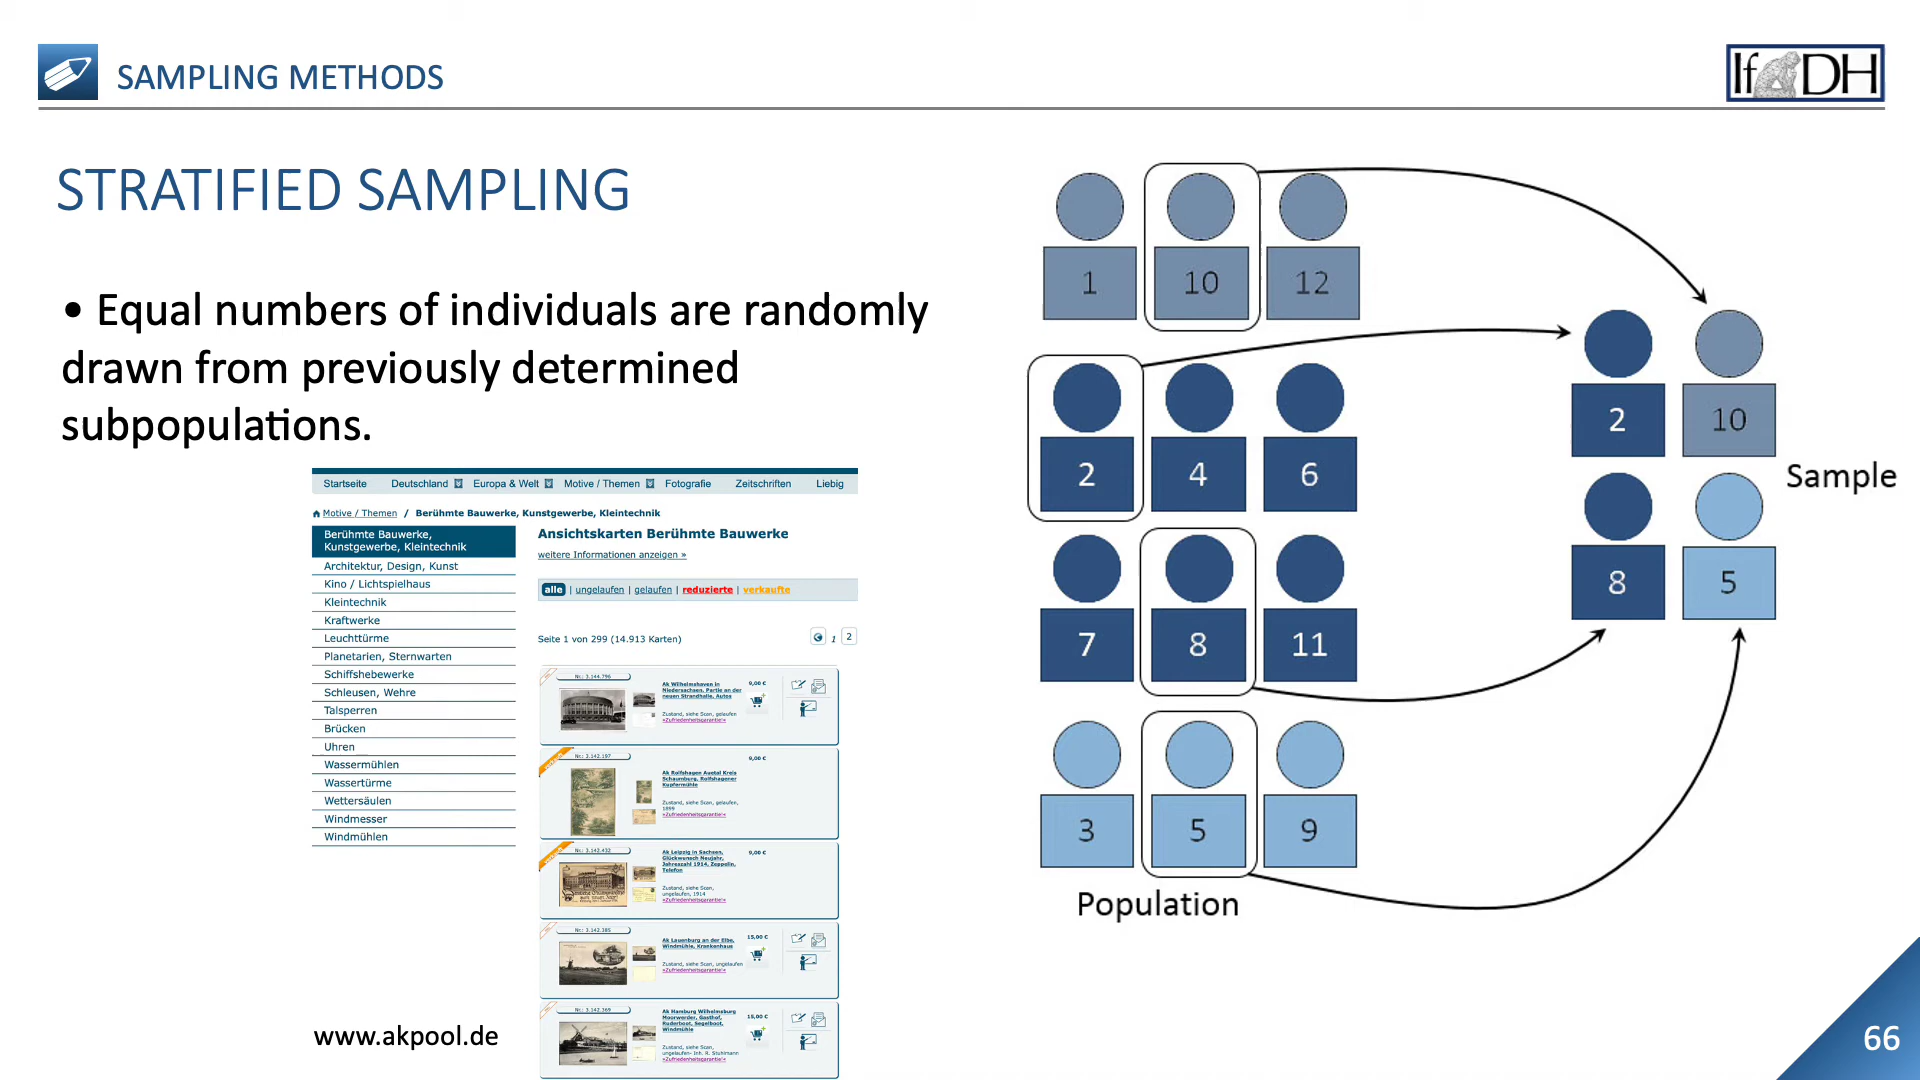 SAMPLING METHODS
IfDH
STRATIFIED SAMPLING
• Equal numbers of individuals are randomly
drawn from previously determined
subpopulations.
Startseite Deutschland Europa & Welt Motive / Themen Fotografie Zeitschriften Liebig
Motive / Themen / Berühmte Bauwerke, Kunstgewerbe, Kleintechnik
Berühmte Bauwerke,
Kunstgewerbe, Kleintechnik
Architektur, Design, Kunst
Kino / Lichtspielhaus
Kleintechnik
Kraftwerke
Leuchttürme
Planetarien, Sternwarten
Schiffshebewerke
Schleusen, Wehre
Talsperren
Brücken
Uhren
Wassermühlen
Wassertürme
Wettersäulen
Windmesser
Windmühlen
Ansichtskarten Berühmte Bauwerke
weitere Informationen anzeigen »
alle | ungelaufen | gelaufen | reduzierte | verkaufte
Seite 1 von 299 (14.913 Karten)
1 2
Nr.: 3.144.796
Ak Wilhelmshaven in
Niedersachsen, Partie an der
neuen Strandhalle, Autos
9,00 €
Zustand, siehe Scan, gelaufen
»Zufriedenheitsgarantie!«
Nr.: 3.142.197
Ak Rolfshagen Auetal Kreis
Schaumburg, Rolfshagener
Kupfermühle
9,00 €
Zustand, siehe Scan, gelaufen,
1899
»Zufriedenheitsgarantie!«
Nr.: 3.142.432
Ak Leipzig in Sachsen,
Glückwunsch Neujahr,
Jahreszahl 1914, Zeppelin,
Telefon
9,00 €
Zustand, siehe Scan,
ungelaufen, 1914
»Zufriedenheitsgarantie!«
Nr.: 3.142.385
Ak Lauenburg an der Elbe,
Windmühle, Krankenhaus
15,00 €
Zustand, siehe Scan, ungelaufen
»Zufriedenheitsgarantie!«
Nr.: 3.142.369
Ak Hamburg Wilhelmsburg
Moorwerder, Gasthof,
Ruderboot, Segelboot,
Windmühle
15,00 €
Zustand, siehe Scan,
ungelaufen- Inh. R. Stuhlmann
»Zufriedenheitsgarantie!«
www.akpool.de
1 10 12
2 4 6
7 8 11
3 5 9
Population
2 10
8 5
Sample
66